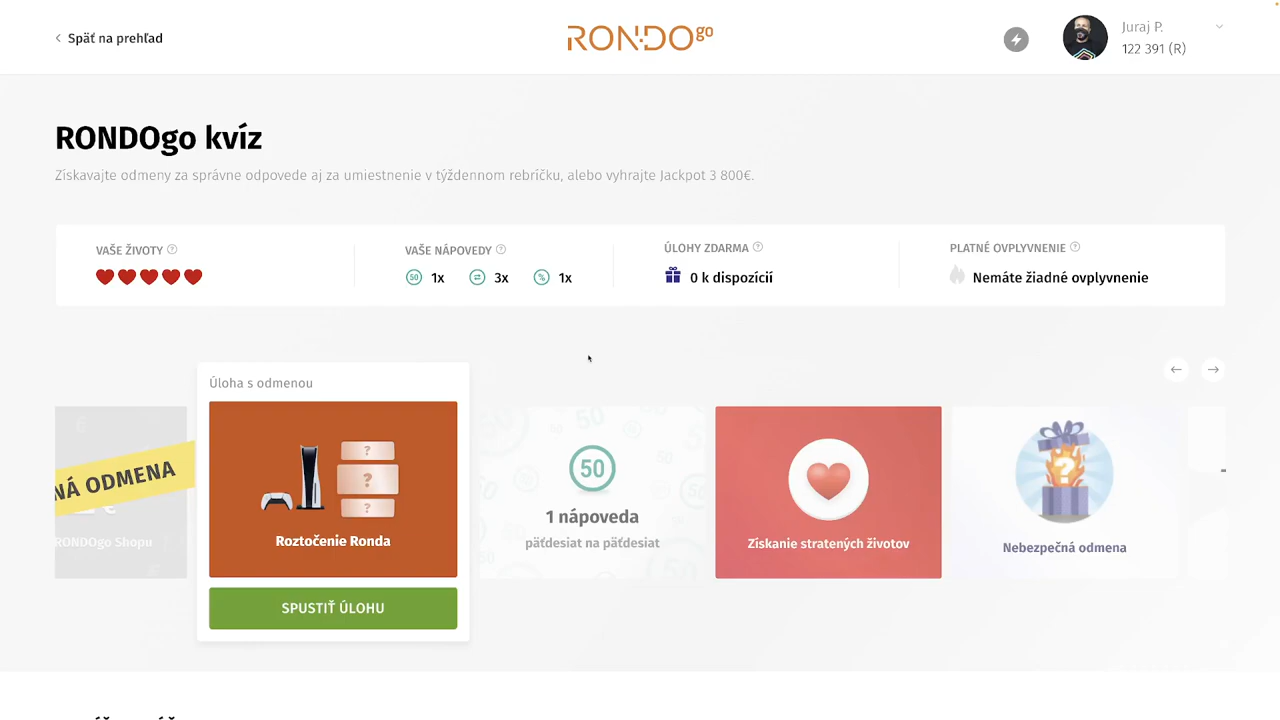 Späť na prehľad
RONDOgo
Juraj P.
122 391 (R)
RONDOgo kvíz
Získavajte odmeny za správne odpovede aj za umiestnenie v týždennom rebríčku, alebo vyhrajte Jackpot 3 800€.
VAŠE ŽIVOTY ?
VAŠE NÁPOVEDY ?
50 1x 3x % 1x
ÚLOHY ZDARMA ?
0 k dispozícií
PLATNÉ OVPLYVNENIE ?
Nemáte žiadné ovplyvnenie
NÁ ODMENA
RONDOgo Shopu
Úloha s odmenou
? ? ?
Roztočenie Ronda
SPUSTIŤ ÚLOHU
50
1 nápoveda
päťdesiat na päťdesiat
Získanie stratených životov
?
Nebezpečná odmena